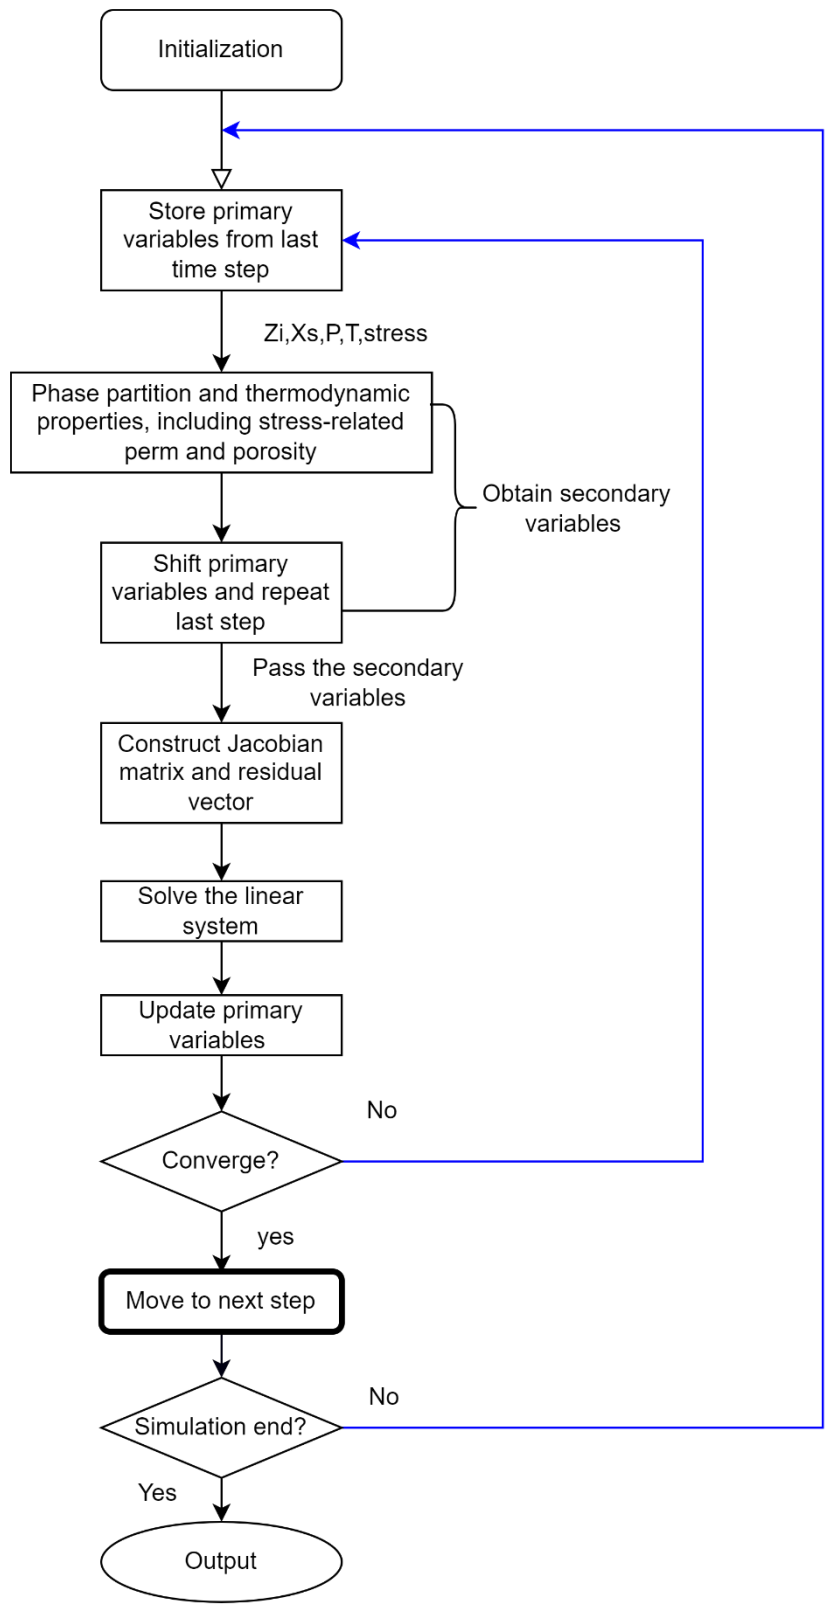 Initialization
Store primary
variables from last
time step
Zi,Xs,P,T,stress
Phase partition and thermodynamic
properties, including stress-related
perm and porosity
Obtain secondary
variables
Shift primary
variables and repeat
last step
Pass the secondary
variables
Construct Jacobian
matrix and residual
vector
Solve the linear
system
Update primary
variables
No
Converge?
yes
Move to next step
No
Simulation end?
Yes
Output